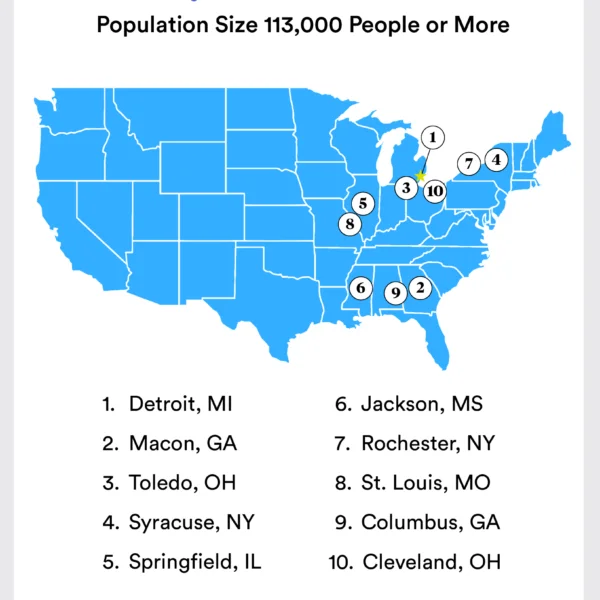 Population Size 113,000 People or More
1
7
4
3
10
5
8
6
9
2
1. Detroit, MI
2. Macon, GA
3. Toledo, OH
4. Syracuse, NY
5. Springfield, IL
6. Jackson, MS
7. Rochester, NY
8. St. Louis, MO
9. Columbus, GA
10. Cleveland, OH